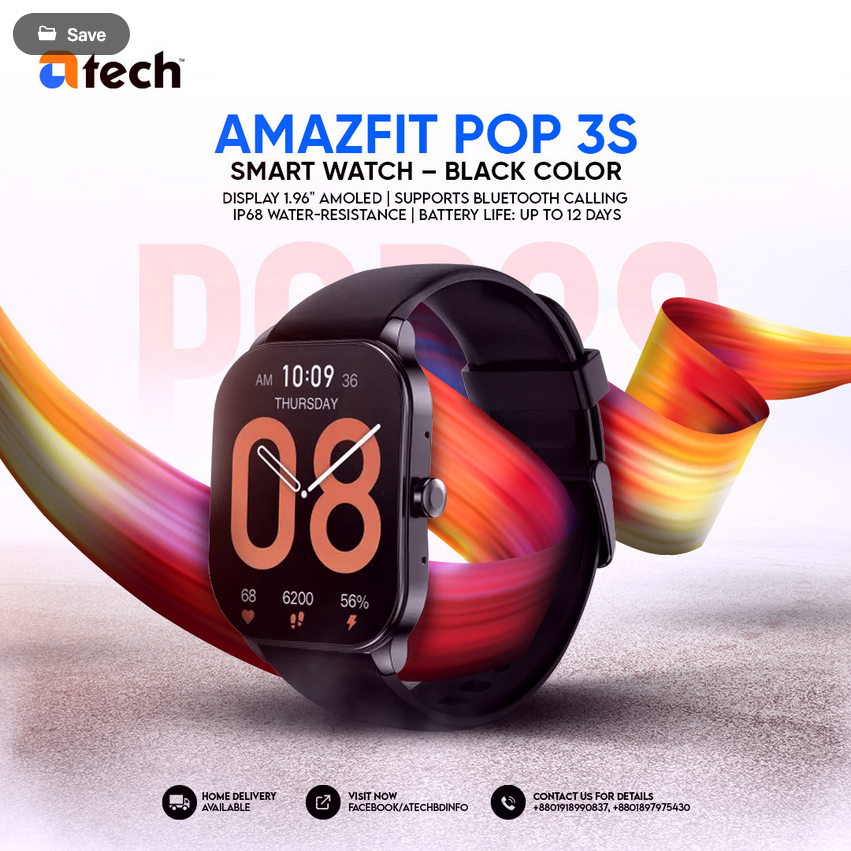 Save
atech™
AMAZFIT POP 3S
SMART WATCH – BLACK COLOR
DISPLAY 1.96" AMOLED | SUPPORTS BLUETOOTH CALLING
IP68 WATER-RESISTANCE | BATTERY LIFE: UP TO 12 DAYS
AM 10:09 36
THURSDAY
08
68 6200 56%
HOME DELIVERY
AVAILABLE
VISIT NOW
FACEBOOK/ATECHBDINFO
CONTACT US FOR DETAILS
+8801918990837, +8801897975430